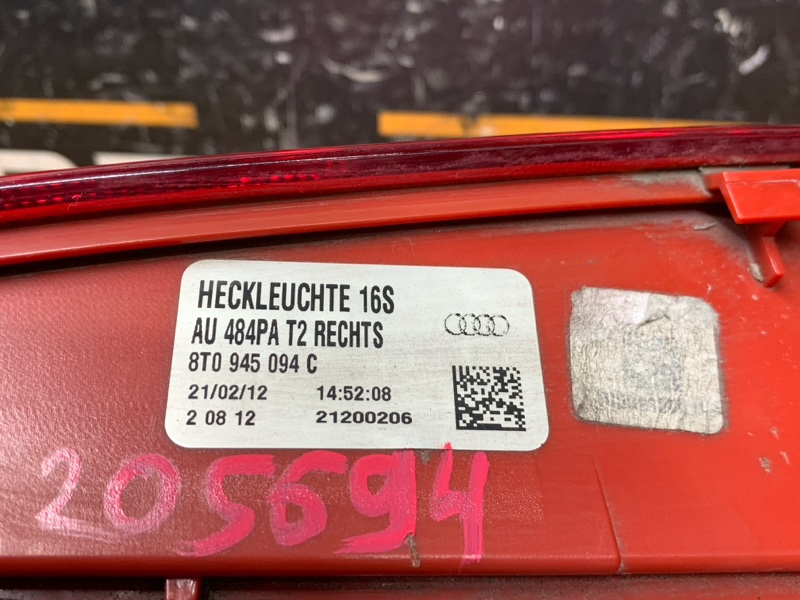 HECKLEUCHTE 16S
AU 484PA T2 RECHTS
8T0 945 094 C
21/02/12 14:52:08
2 08 12 21200206
205694